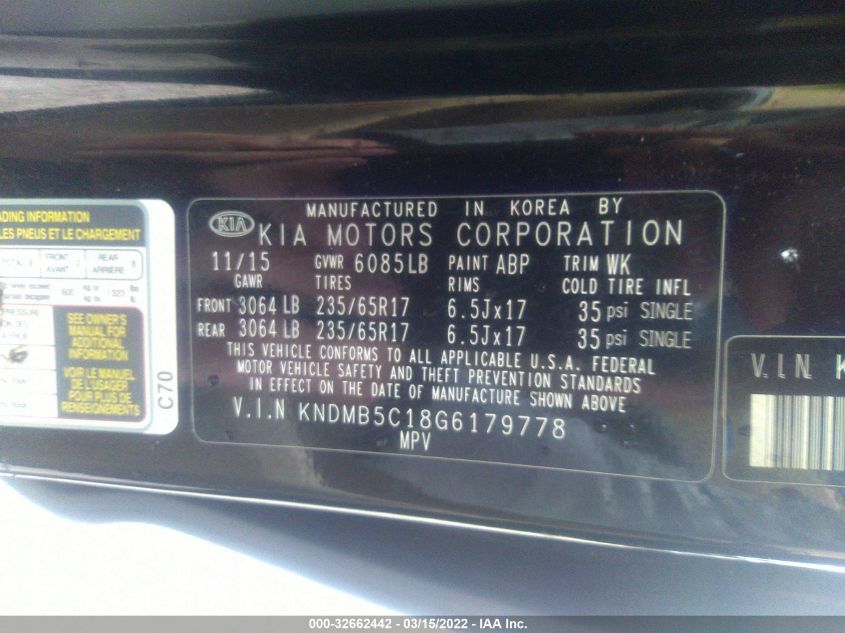 ADING INFORMATION
LES PNEUS ET LE CHARGEMENT
FRONT
AVANT
REAR
ARRIÈRE
SEE OWNER'S
MANUAL FOR
ADDITIONAL
INFORMATION
VOIR LE MANUEL
DE L'USAGER
POUR PLUS DE
RENSEIGNEMENTS
C70
KIA
MANUFACTURED IN KOREA BY
KIA MOTORS CORPORATION
11/15 GVWR 6085LB PAINT ABP TRIM WK
GAWR TIRES RIMS COLD TIRE INFL
FRONT 3064 LB 235/65R17 6.5Jx17 35 psi SINGLE
REAR 3064 LB 235/65R17 6.5Jx17 35 psi SINGLE
THIS VEHICLE CONFORMS TO ALL APPLICABLE U.S.A. FEDERAL
MOTOR VEHICLE SAFETY AND THEFT PREVENTION STANDARDS
IN EFFECT ON THE DATE OF MANUFACTURE SHOWN ABOVE
V.I.N KNDMB5C18G6179778
MPV
V.I.N. K
000-32662442 - 03/15/2022 - IAA Inc.